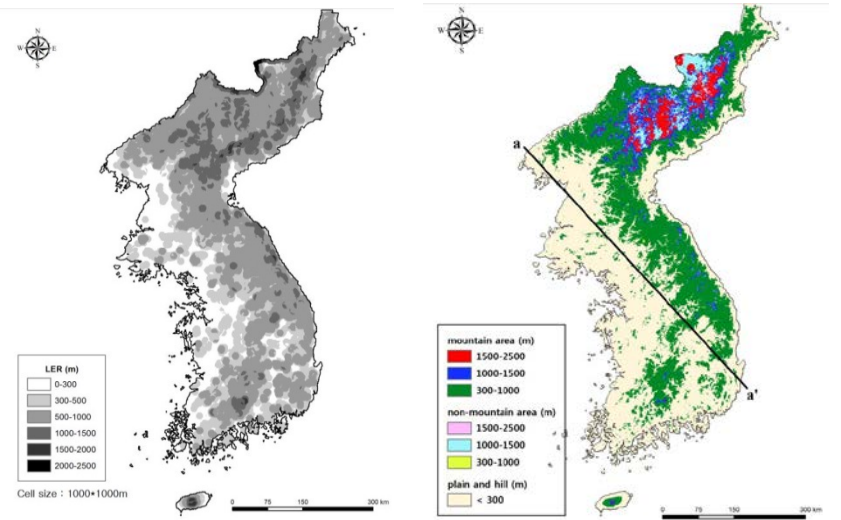 N
W E
S
LER (m)
0-300
300-500
500-1000
1000-1500
1500-2000
2000-2500
Cell size : 1000*1000m
0 75 150 300 km
N
W E
S
a
a'
mountain area (m)
1500-2500
1000-1500
300-1000
non-mountain area (m)
1500-2500
1000-1500
300-1000
plain and hill (m)
< 300
0 75 150 300 km